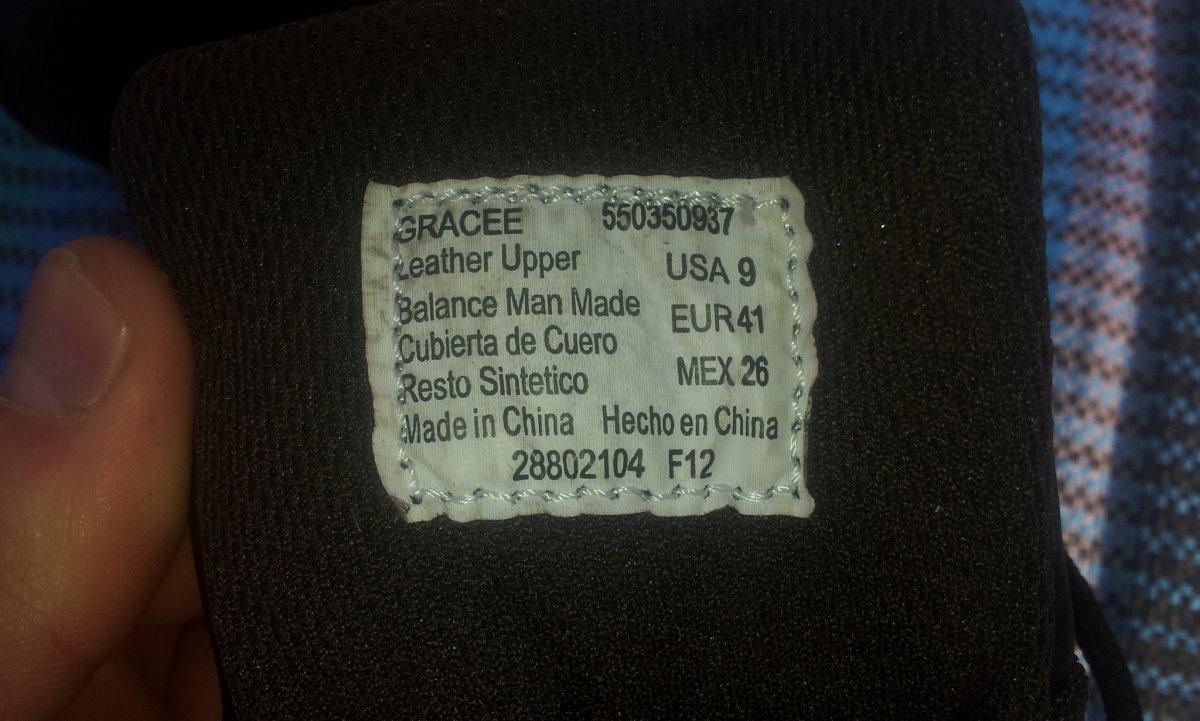 GRACEE 550350937
Leather Upper USA 9
Balance Man Made EUR 41
Cubierta de Cuero
Resto Sintetico MEX 26
Made in China Hecho en China
28802104 F12